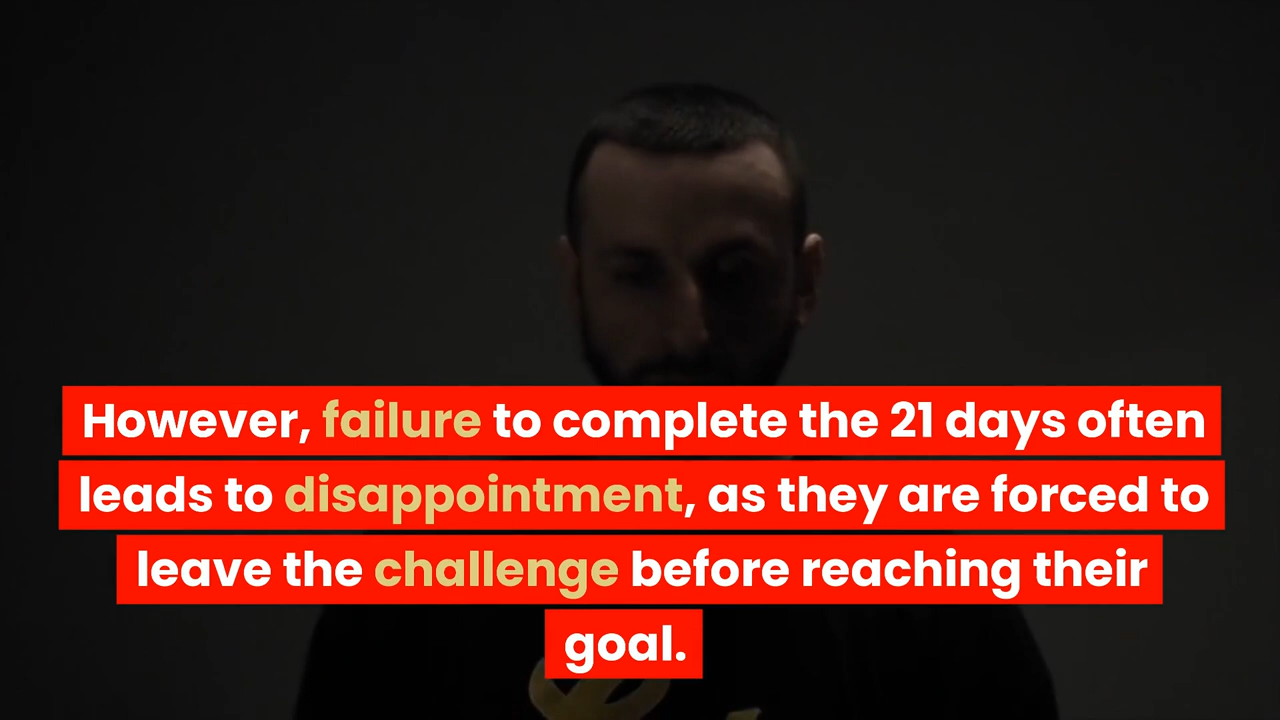 However, failure to complete the 21 days often
leads to disappointment, as they are forced to
leave the challenge before reaching their
goal.